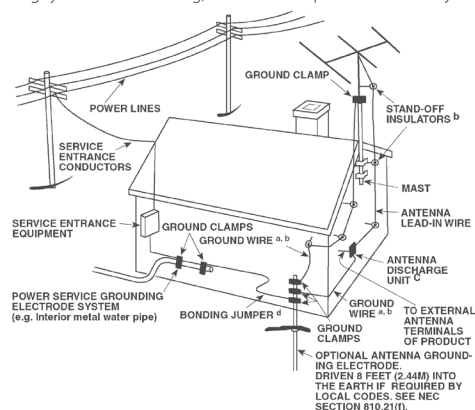 GROUND CLAMP
POWER LINES
STAND-OFF
INSULATORS b
SERVICE
ENTRANCE
CONDUCTORS
MAST
SERVICE ENTRANCE
EQUIPMENT
GROUND CLAMPS
GROUND WIRE a, b
ANTENNA
LEAD-IN WIRE
ANTENNA
DISCHARGE
UNIT C
POWER SERVICE GROUNDING
ELECTRODE SYSTEM
(e.g. Interior metal water pipe)
BONDING JUMPER d
GROUND
WIRE a, b
TO EXTERNAL
ANTENNA
TERMINALS
OF PRODUCT
GROUND
CLAMPS
OPTIONAL ANTENNA GROUND-
ING ELECTRODE.
DRIVEN 8 FEET (2.44M) INTO
THE EARTH IF REQUIRED BY
LOCAL CODES. SEE NEC
SECTION 810.21(f).